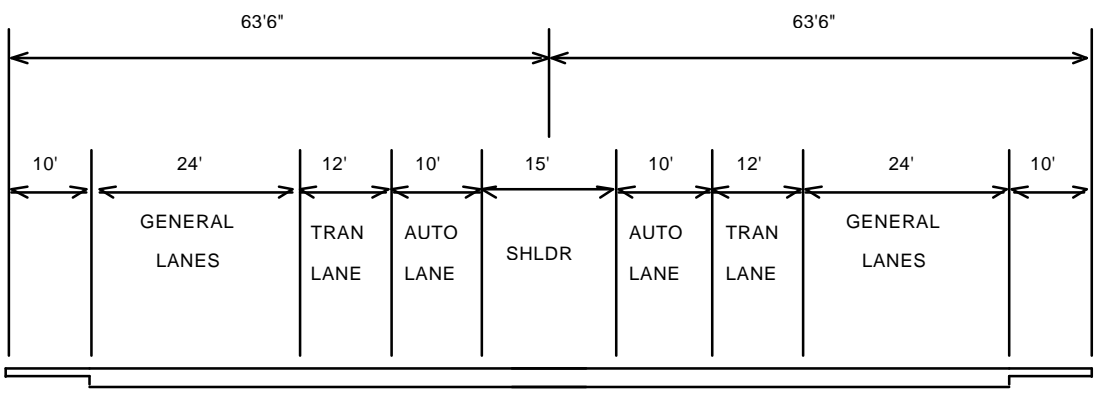 63'6" 63'6"
10' 24' 12' 10' 15' 10' 12' 24' 10'
GENERAL LANES
TRAN LANE
AUTO LANE
SHLDR
AUTO LANE
TRAN LANE
GENERAL LANES